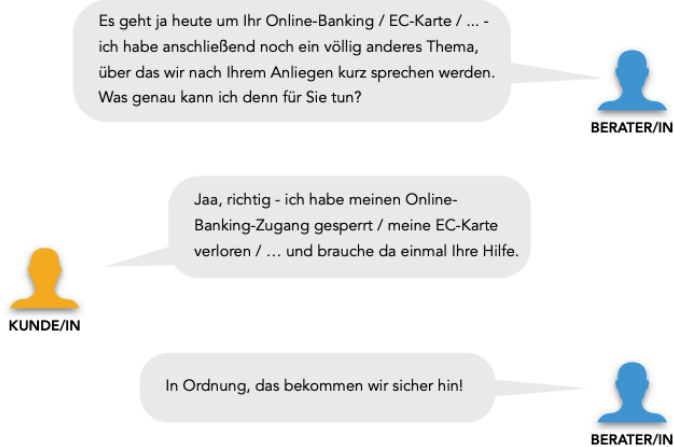 Es geht ja heute um Ihr Online-Banking / EC-Karte / ... -
ich habe anschließend noch ein völlig anderes Thema,
über das wir nach Ihrem Anliegen kurz sprechen werden.
Was genau kann ich denn für Sie tun?
BERATER/IN
Jaa, richtig - ich habe meinen Online-
Banking-Zugang gesperrt / meine EC-Karte
verloren / … und brauche da einmal Ihre Hilfe.
KUNDE/IN
In Ordnung, das bekommen wir sicher hin!
BERATER/IN